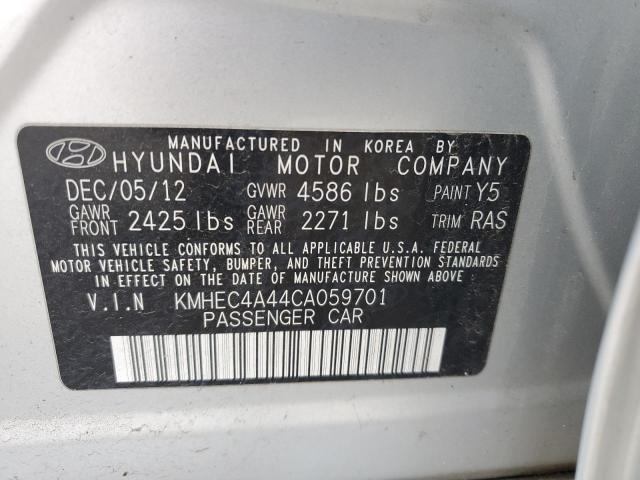 MANUFACTURED IN KOREA BY
HYUNDAI MOTOR COMPANY
DEC/05/12 GVWR 4586 lbs PAINT Y5
GAWR FRONT 2425 lbs GAWR REAR 2271 lbs TRIM RAS
THIS VEHICLE CONFORMS TO ALL APPLICABLE U.S.A. FEDERAL
MOTOR VEHICLE SAFETY, BUMPER, AND THEFT PREVENTION STANDARDS
IN EFFECT ON THE DATE OF MANUFACTURE SHOWN ABOVE
V.I.N KMHEC4A44CA059701
PASSENGER CAR